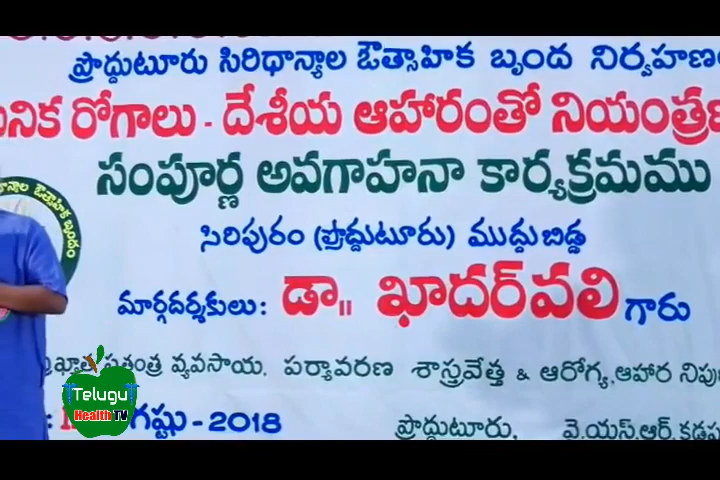 ప్రొద్దుటూరు సిరిధాన్యాల ఔత్సాహిక బృంద నిర్వహణ
రోగాలు - దేశీయ ఆహారంతో నియంత్రణ
సంపూర్ణ అవగాహనా కార్యక్రమము
సిరిపురం (ప్రొద్దుటూరు) ముద్దుబిడ్డ
మార్గదర్శకులు: డా॥ ఖాదర్‌వలి గారు
స్వతంత్ర వ్యవసాయ, పర్యావరణ శాస్త్రవేత్త & ఆరోగ్య, ఆహార
- 2018
ప్రొద్దుటూరు, వై.యస్.ఆర్. కడప
Telugu
Health TV